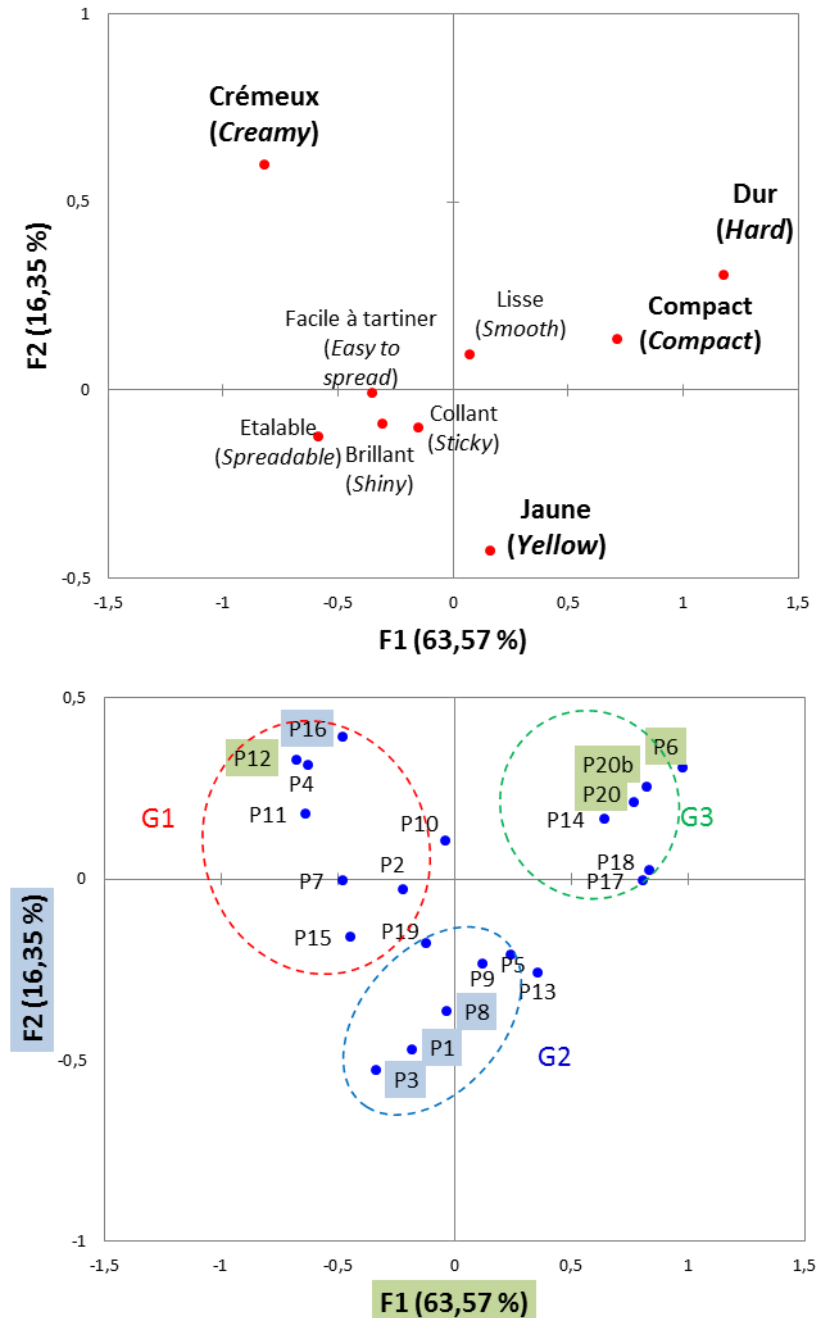 1
Crémeux
(Creamy)
0,5
Dur
(Hard)
Lisse
(Smooth)
Compact
(Compact)
Facile à tartiner
(Easy to
spread)
0
Etalable
(Spreadable)
Brillant
(Shiny)
Collant
(Sticky)
Jaune
(Yellow)
-0,5
-1,5
-1
-0,5
0
0,5
1
1,5
F2 (16,35 %)
F1 (63,57 %)
0,5
P16
P12
P4
P6
P20b
P20
G1
P11
P10
P14
G3
P2
P18
0
P7
P17
P15
P19
P9
P5
P13
P8
P1
G2
-0,5
P3
F2 (16,35 %)
-1
-1,5
-1
-0,5
0
0,5
1
1,5
F1 (63,57 %)